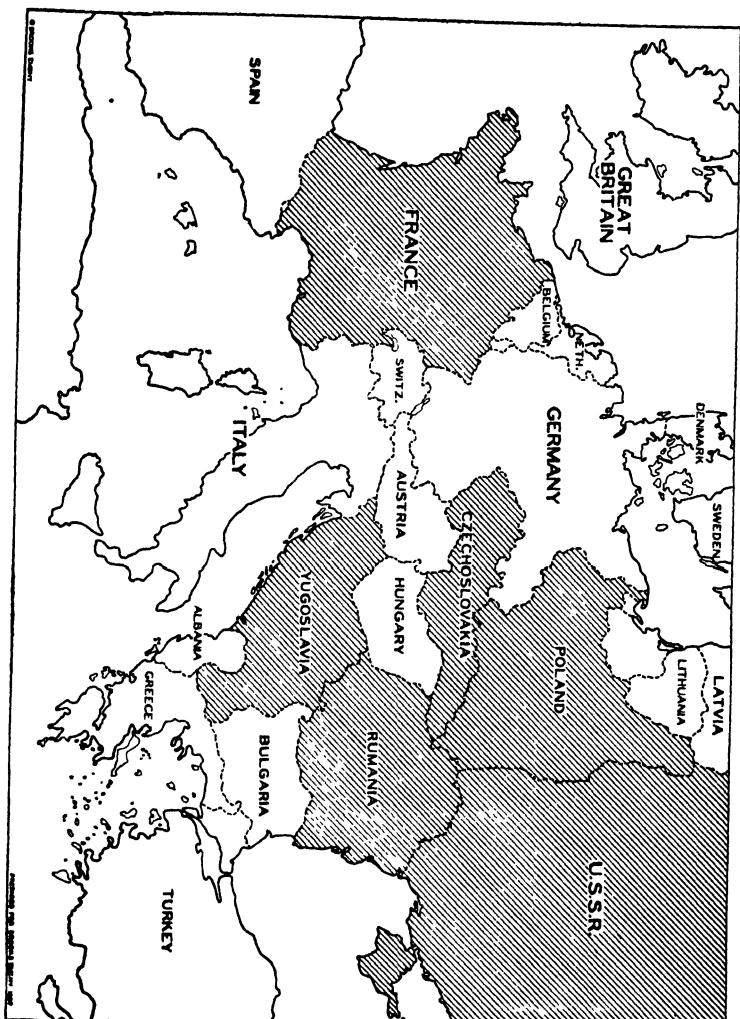 SPAIN
GREAT
BRITAIN
FRANCE
BELGIUM
NETH.
SWITZ.
ITALY
GERMANY
DENMARK
SWEDEN
AUSTRIA
CZECHOSLOVAKIA
HUNGARY
YUGOSLAVIA
ALBANIA
GREECE
POLAND
LITHUANIA
LATVIA
RUMANIA
BULGARIA
U.S.S.R.
TURKEY